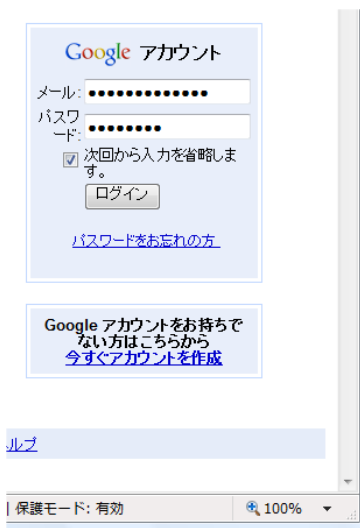 Google アカウント
メール: ●●●●●●●●●●●●●
パスワ
ード: ●●●●●●●●
次回から入力を省略しま
す。
ログイン
パスワードをお忘れの方
Google アカウントをお持ちで
ない方はこちらから
今すぐアカウントを作成
ルプ
保護モード: 有効 100%